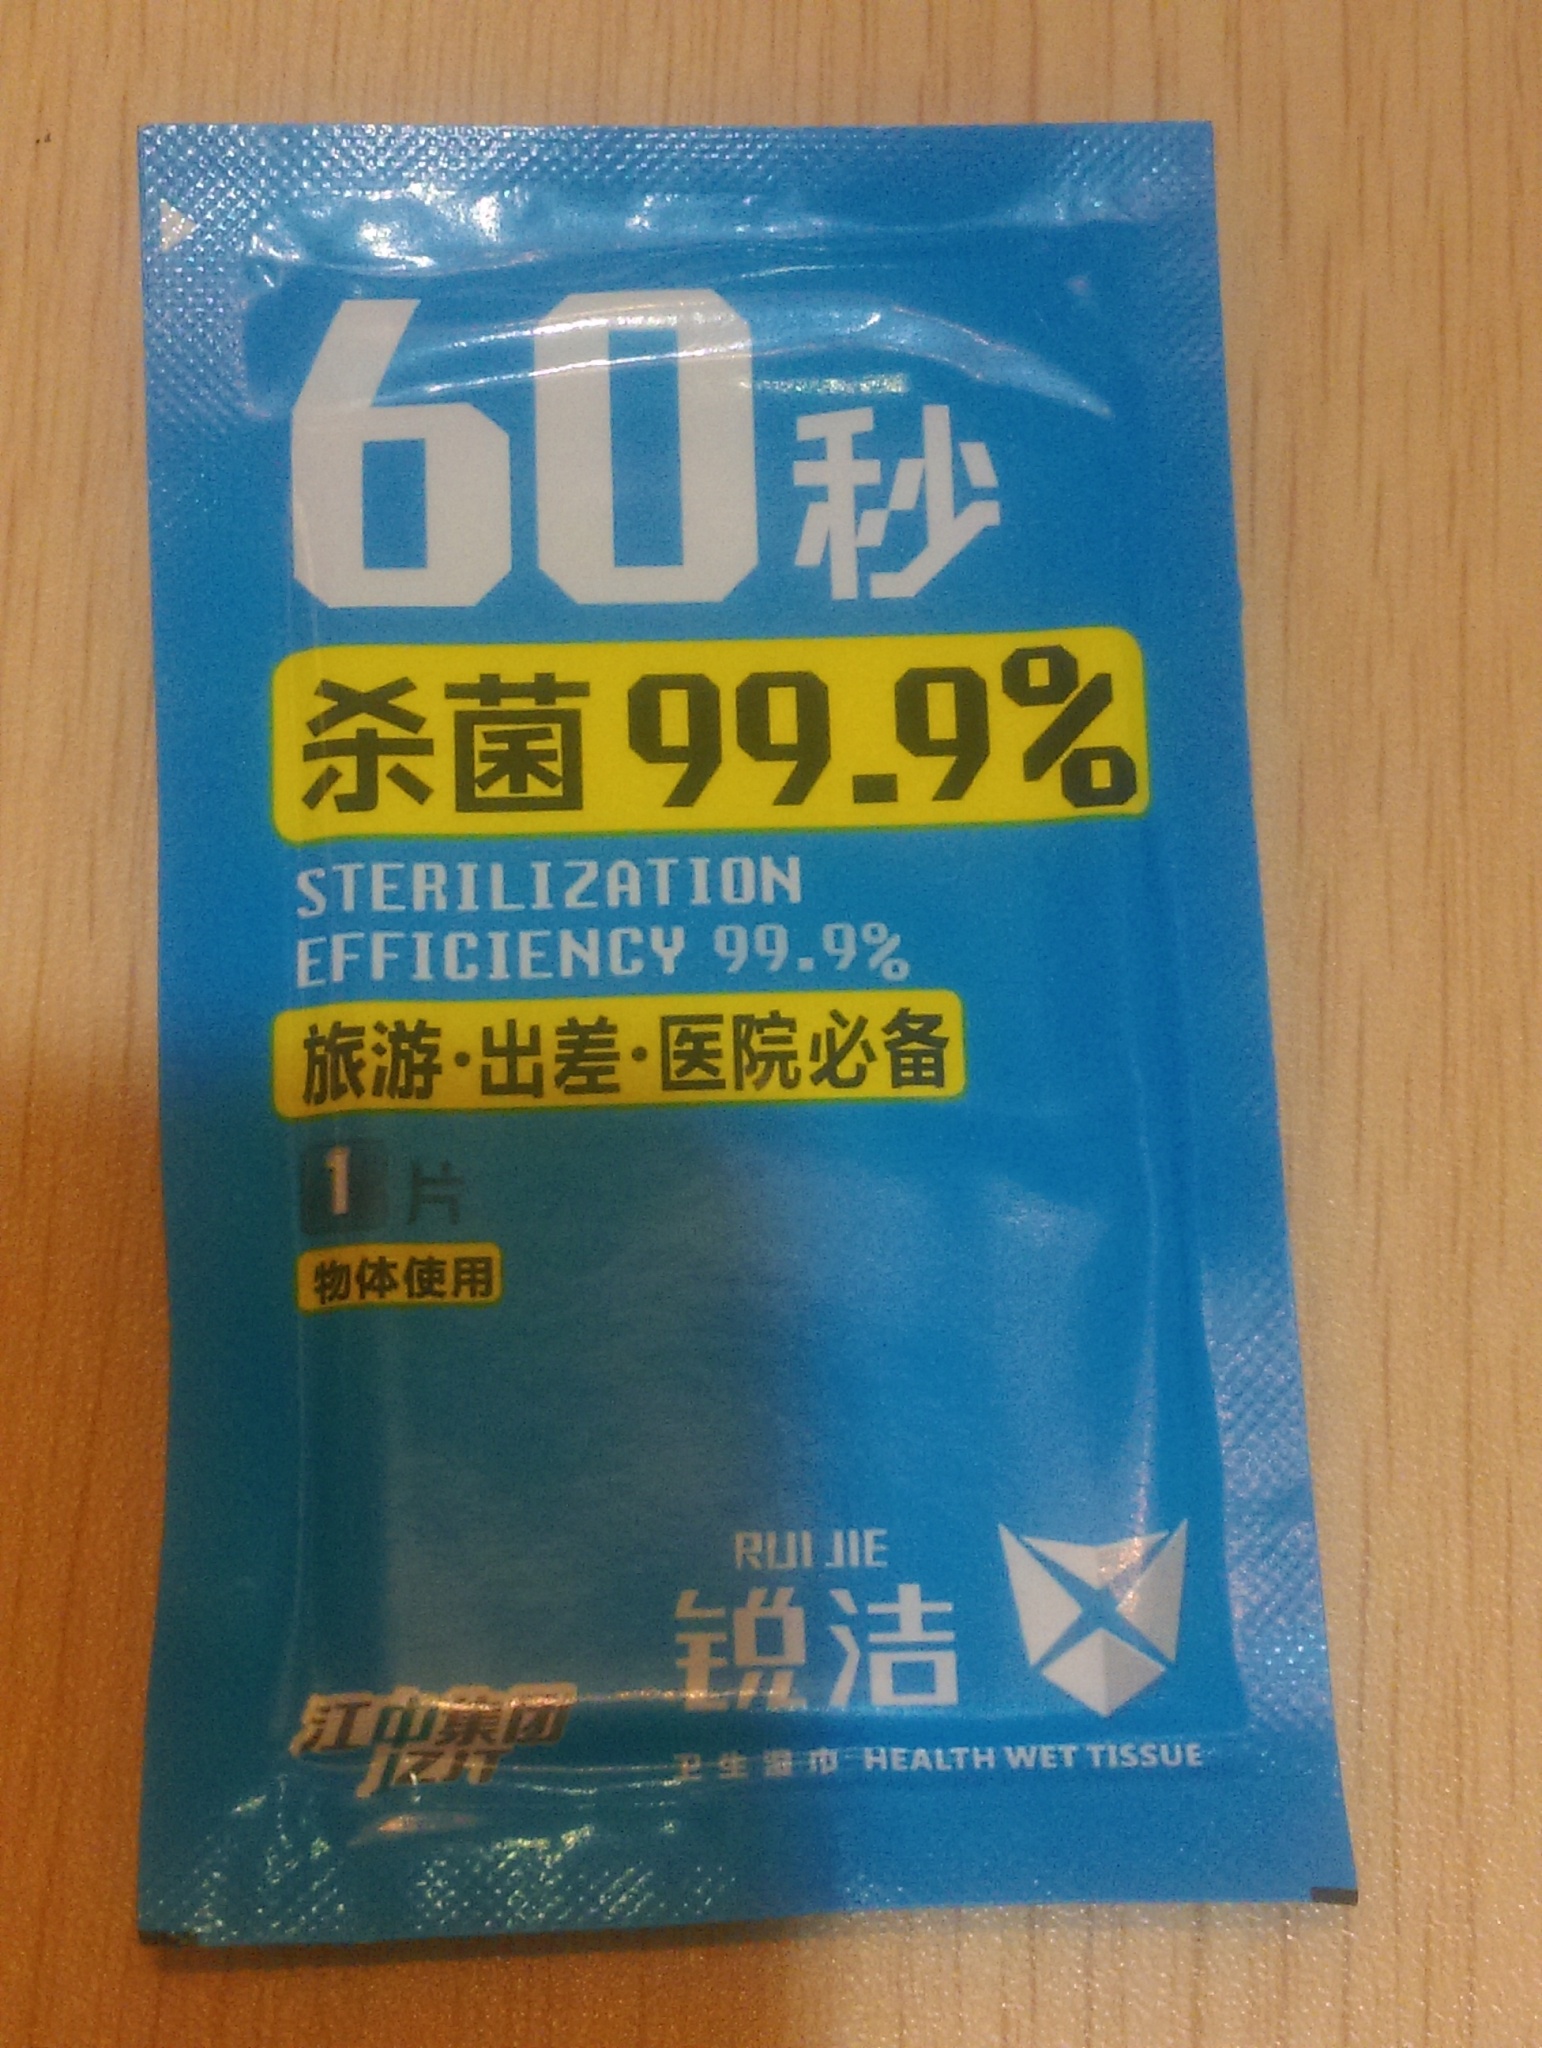 60秒
杀菌99.9%
STERILIZATION
EFFICIENCY 99.9%
旅游·出差·医院必备
1 片
物体使用
RUI JIE
锐洁
江中集团
JZJT
卫生湿巾 HEALTH WET TISSUE